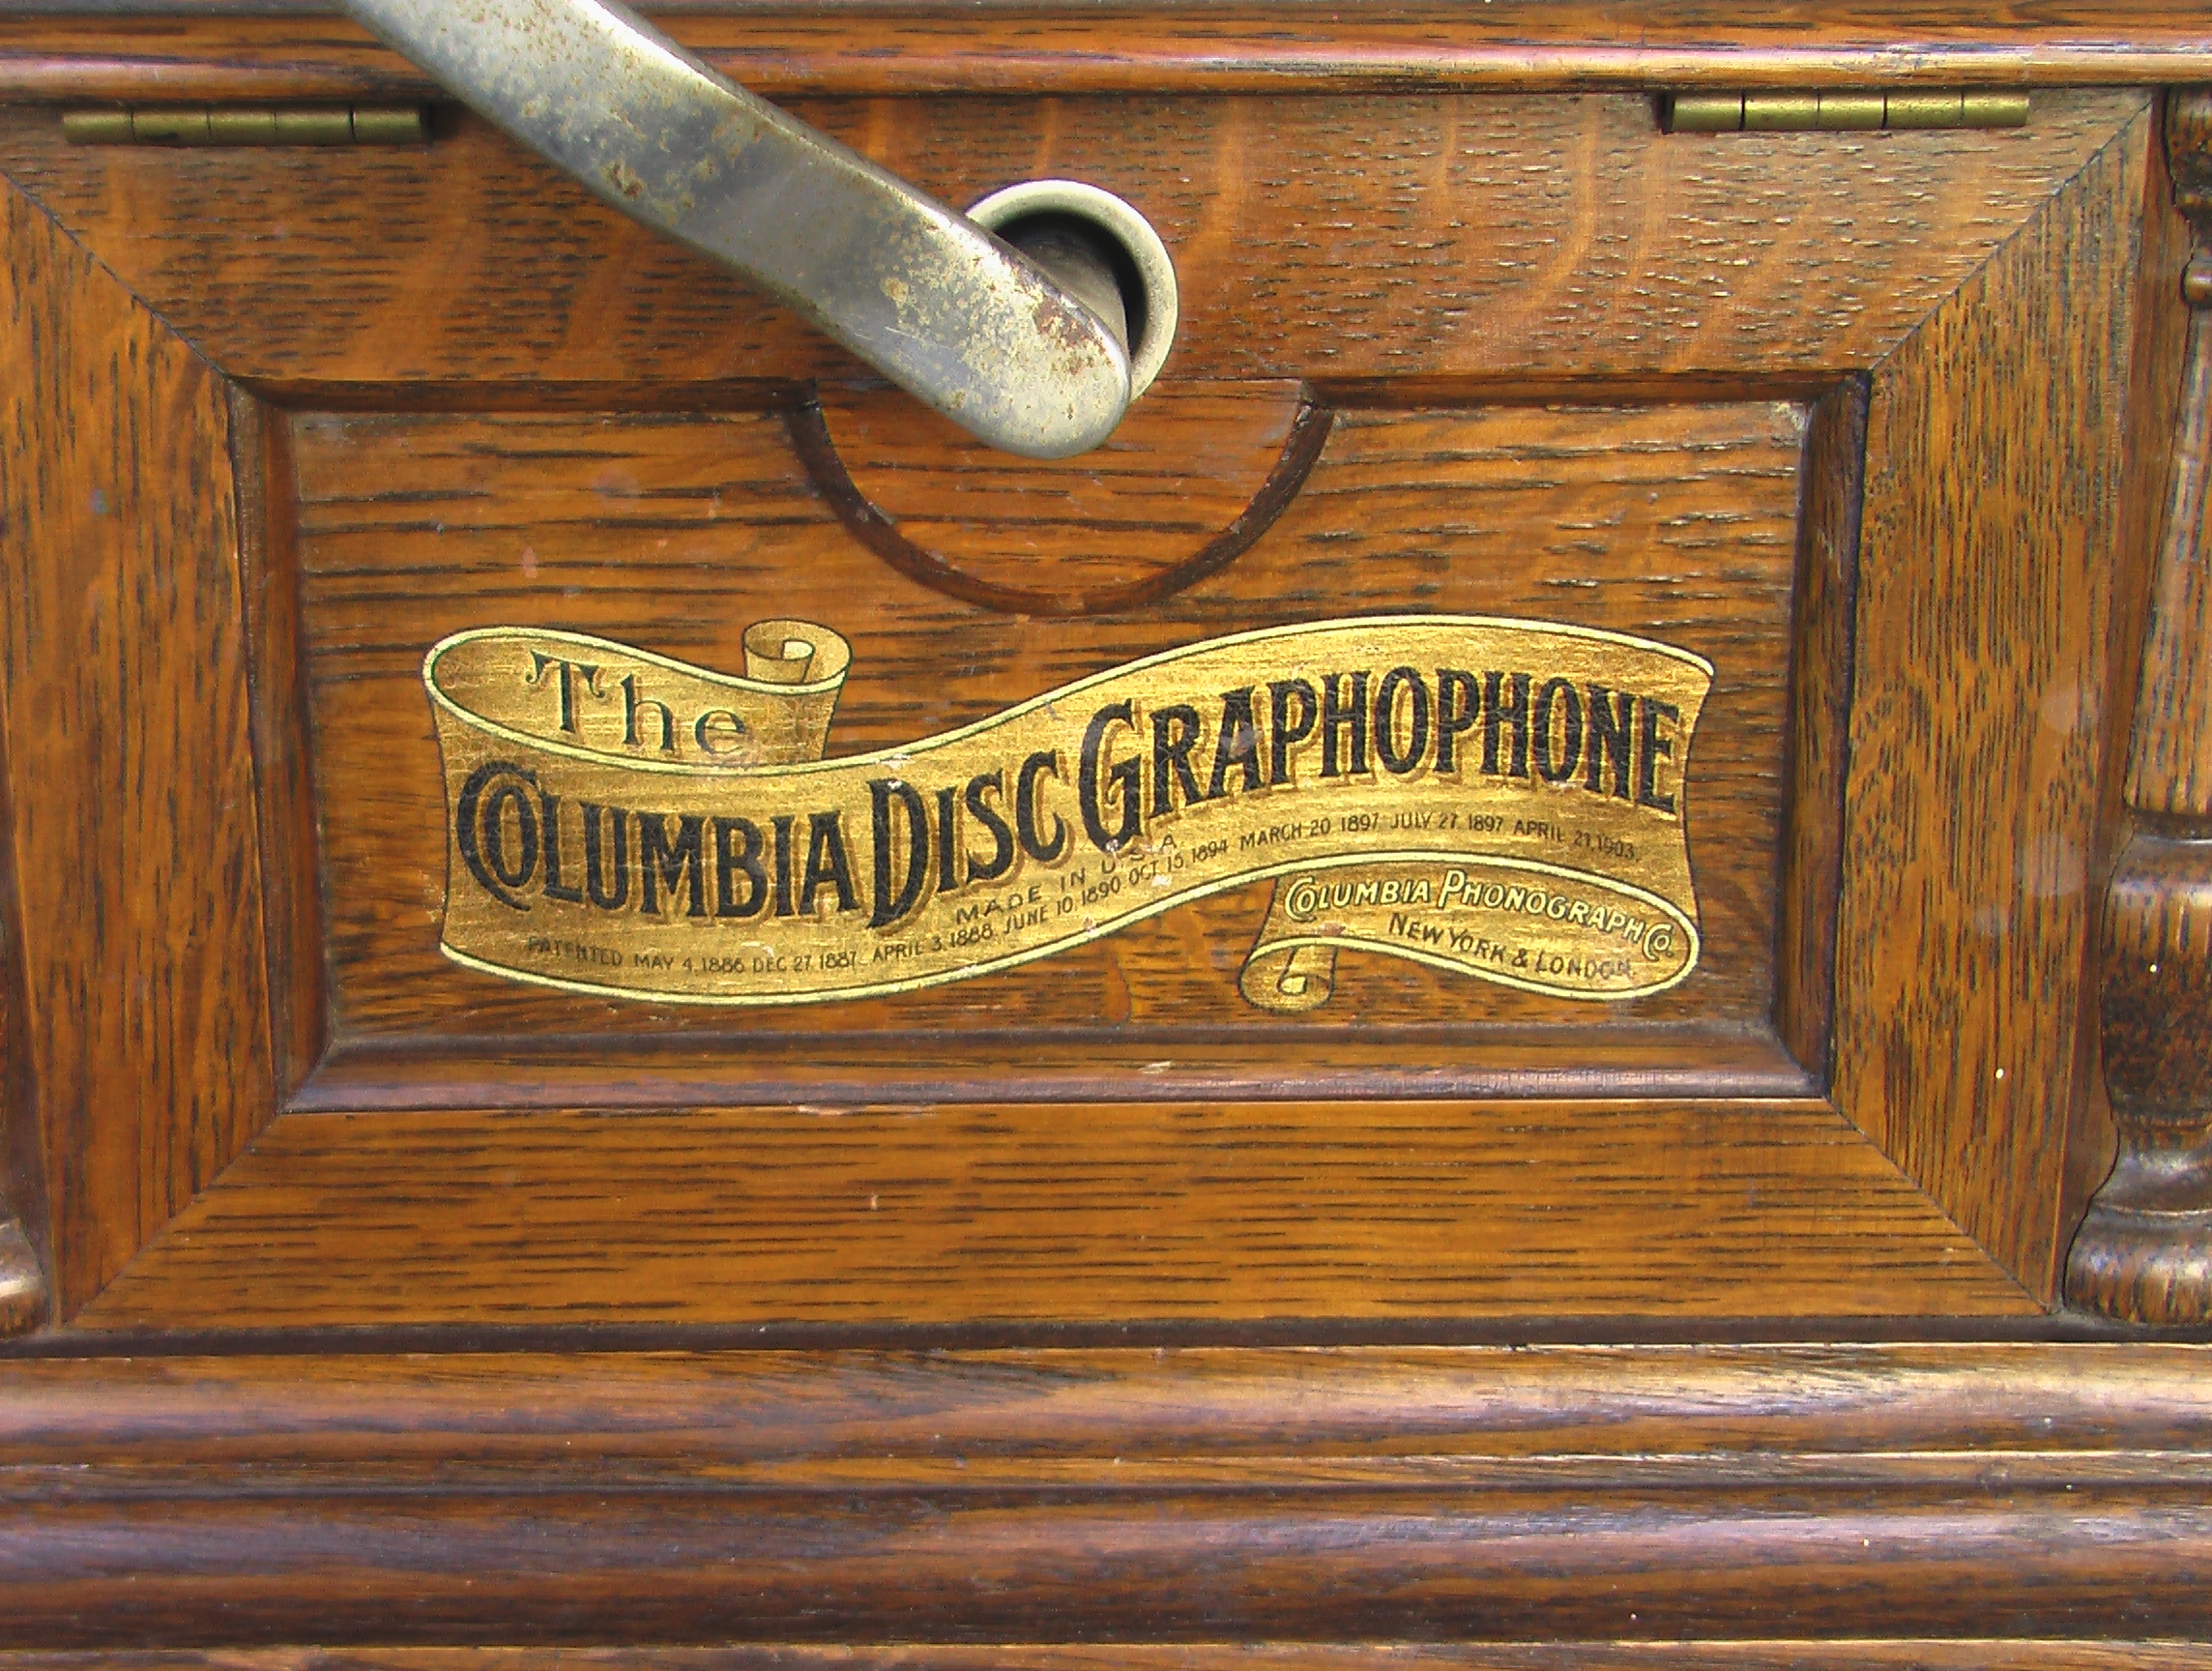 The
COLUMBIA DISC GRAPHOPHONE
MADE IN U.S.A
PATENTED MAY 4,1886 DEC 27 1887. APRIL 3,1888. JUNE 10,1890. OCT 15,1894 MARCH 20 1897 JULY 27 1897 APRIL 21,1903.
COLUMBIA PHONOGRAPH CO.
NEW YORK & LONDON.